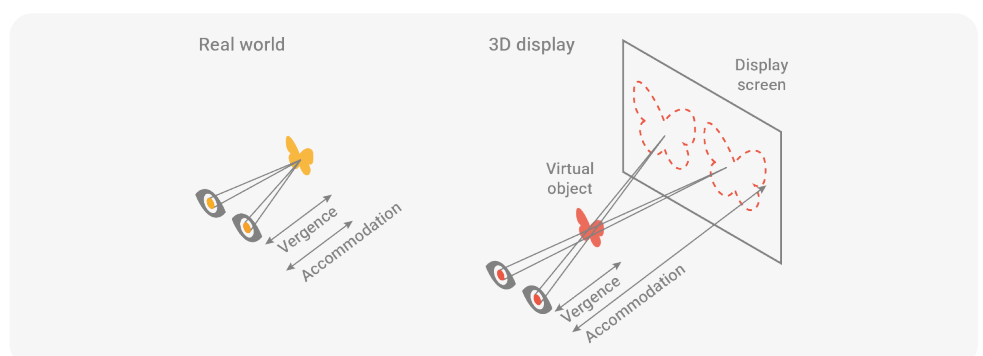 Real world
3D display
Display
screen
Virtual
object
Vergence
Accommodation
Vergence
Accommodation